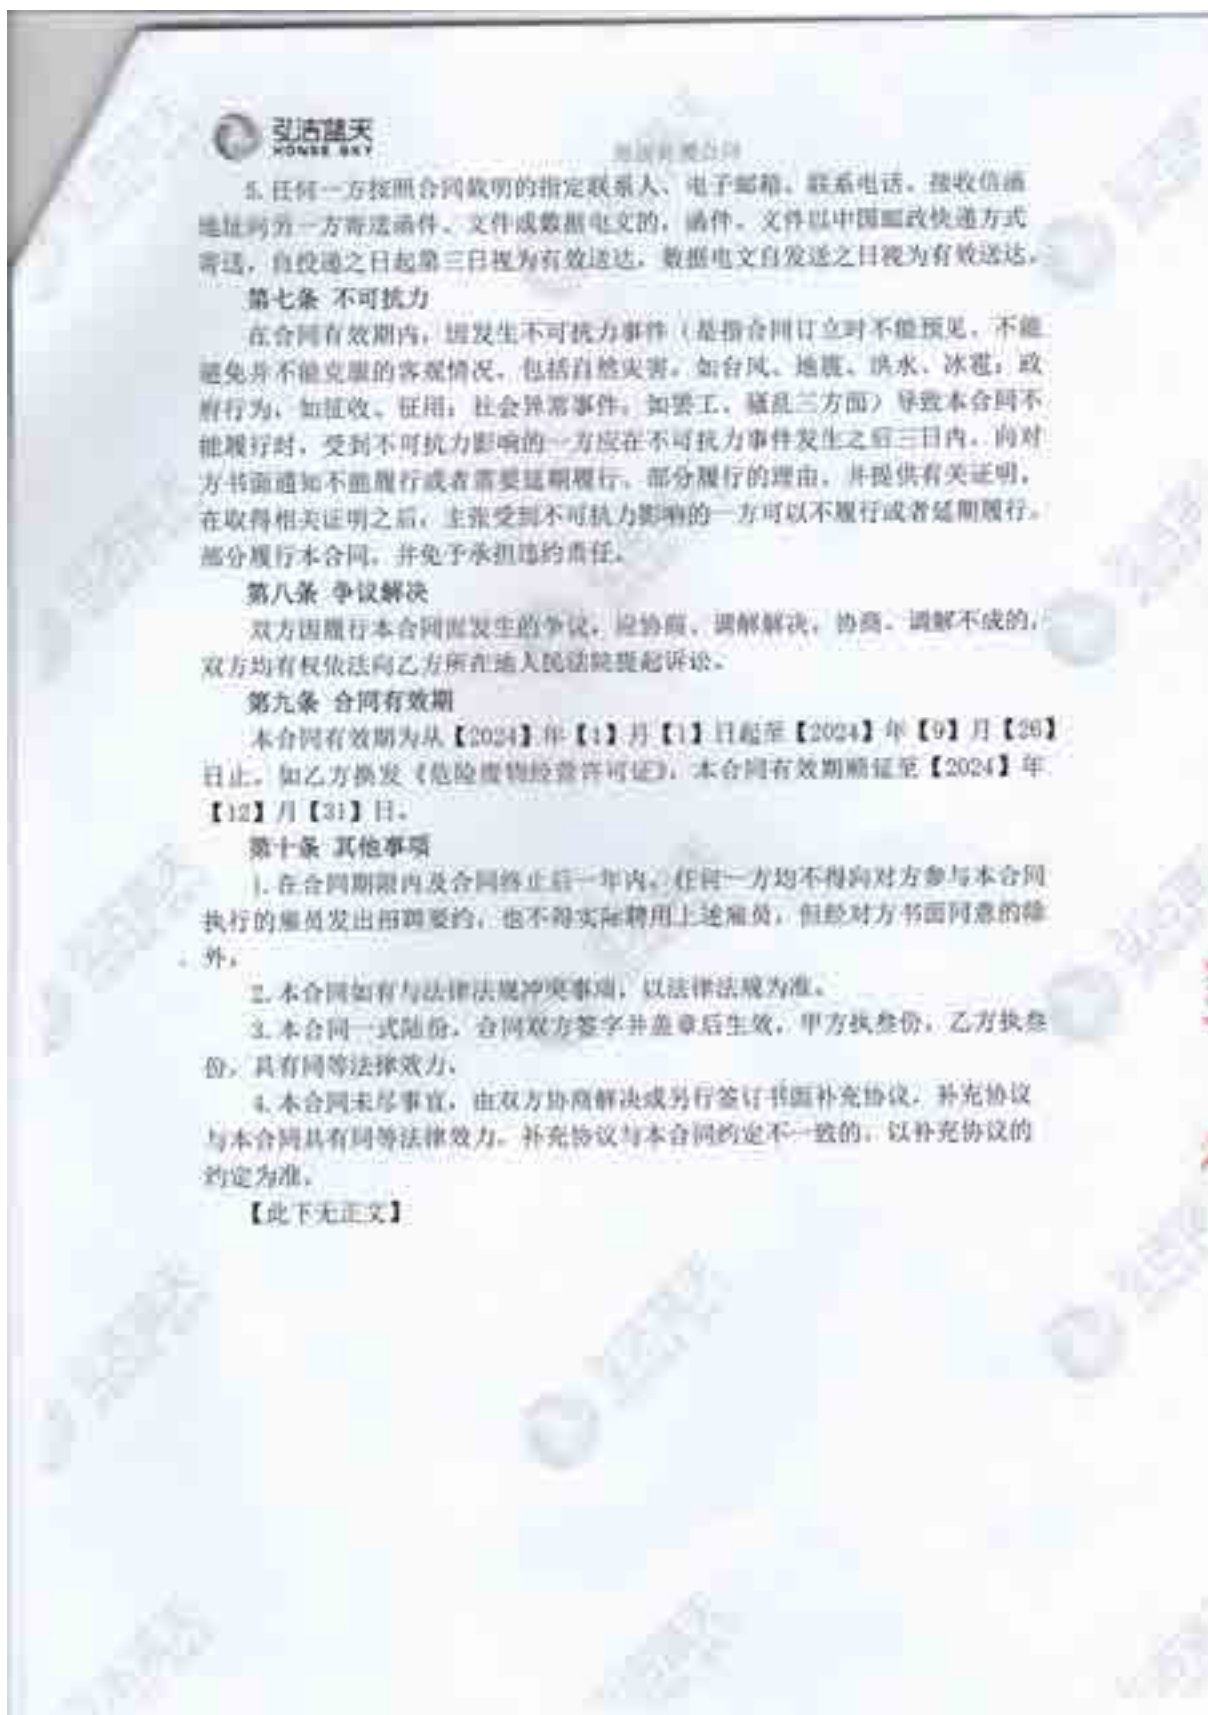 弘洁蓝天
HONSE SKY
5.任何一方按照合同载明的指定联系人、电子邮箱、联系电话、接收信函
地址向另一方寄送函件、文件或数据电文的，函件、文件以中国邮政快递方式
寄送，自投递之日起第三日视为有效送达，数据电文自发送之日视为有效送达。
第七条 不可抗力
在合同有效期内，因发生不可抗力事件（是指合同订立时不能预见、不能
避免并不能克服的客观情况，包括自然灾害，如台风、地震、洪水、冰雹；政
府行为，如征收、征用；社会异常事件，如罢工、骚乱三方面）导致本合同不
能履行时，受到不可抗力影响的一方应在不可抗力事件发生之后三日内，向对
方书面通知不能履行或者需要延期履行、部分履行的理由，并提供有关证明。
在取得相关证明之后，主张受到不可抗力影响的一方可以不履行或者延期履行、
部分履行本合同，并免予承担违约责任。
第八条 争议解决
双方因履行本合同而发生的争议，应协商、调解解决，协商、调解不成的，
双方均有权依法向乙方所在地人民法院提起诉讼。
第九条 合同有效期
本合同有效期为从【2024】年【1】月【1】日起至【2024】年【9】月【26】
日止。如乙方换发《危险废物经营许可证》，本合同有效期顺延至【2024】年
【12】月【31】日。
第十条 其他事项
1.在合同期限内及合同终止后一年内，任何一方均不得向对方参与本合同
执行的雇员发出招聘要约，也不得实际聘用上述雇员，但经对方书面同意的除
外。
2.本合同如有与法律法规冲突事项，以法律法规为准。
3.本合同一式陆份，合同双方签字并盖章后生效，甲方执叁份，乙方执叁
份，具有同等法律效力。
4.本合同未尽事宜，由双方协商解决或另行签订书面补充协议，补充协议
与本合同具有同等法律效力，补充协议与本合同约定不一致的，以补充协议的
约定为准。
【此下无正文】